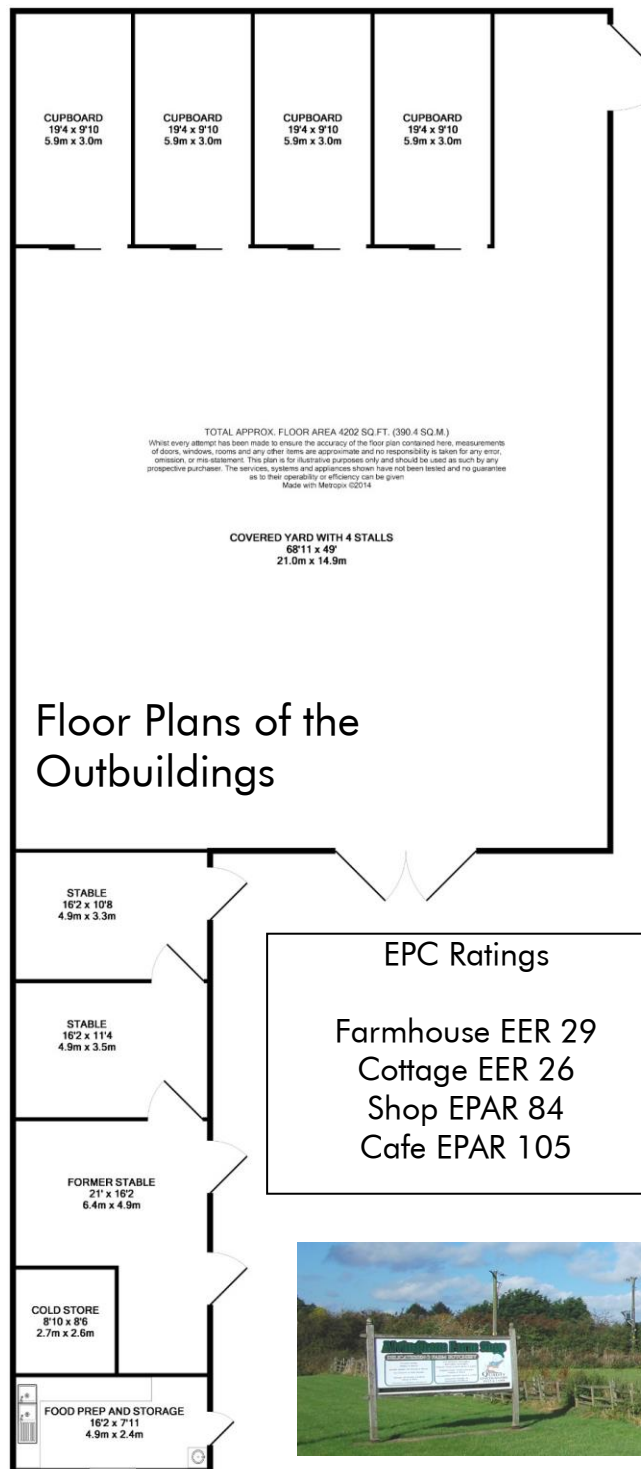 CUPBOARD
19'4 x 9'10
5.9m x 3.0m
CUPBOARD
19'4 x 9'10
5.9m x 3.0m
CUPBOARD
19'4 x 9'10
5.9m x 3.0m
CUPBOARD
19'4 x 9'10
5.9m x 3.0m
TOTAL APPROX. FLOOR AREA 4202 SQ.FT. (390.4 SQ.M.)
Whilst every attempt has been made to ensure the accuracy of the floor plan contained here, measurements
of doors, windows, rooms and any other items are approximate and no responsibility is taken for any error,
omission, or mis-statement. This plan is for illustrative purposes only and should be used as such by any
prospective purchaser. The services, systems and appliances shown have not been tested and no guarantee
as to their operability or efficiency can be given
Made with Metropix ©2014
COVERED YARD WITH 4 STALLS
68'11 x 49'
21.0m x 14.9m
Floor Plans of the
Outbuildings
STABLE
16'2 x 10'8
4.9m x 3.3m
STABLE
16'2 x 11'4
4.9m x 3.5m
FORMER STABLE
21' x 16'2
6.4m x 4.9m
COLD STORE
8'10 x 8'6
2.7m x 2.6m
FOOD PREP AND STORAGE
16'2 x 7'11
4.9m x 2.4m
EPC Ratings
Farmhouse EER 29
Cottage EER 26
Shop EPAR 84
Cafe EPAR 105
Farm Shop